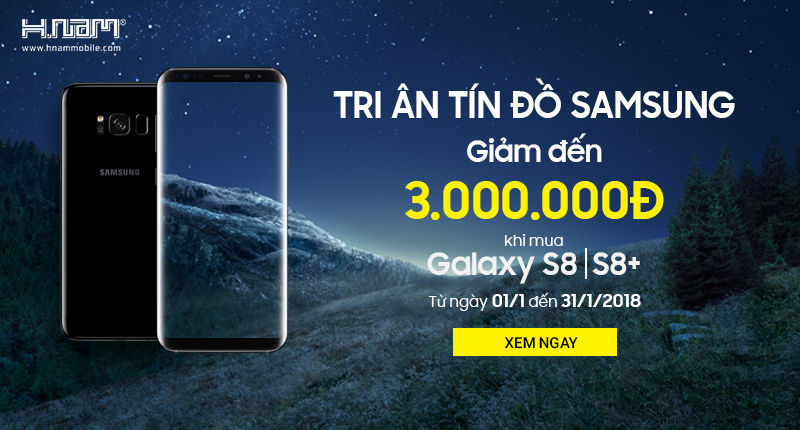 H.NAM®
www.hnammobile.com
SAMSUNG
TRI ÂN TÍN ĐỒ SAMSUNG
Giảm đến
3.000.000Đ
khi mua
Galaxy S8|S8+
Từ ngày 01/1 đến 31/1/2018
XEM NGAY